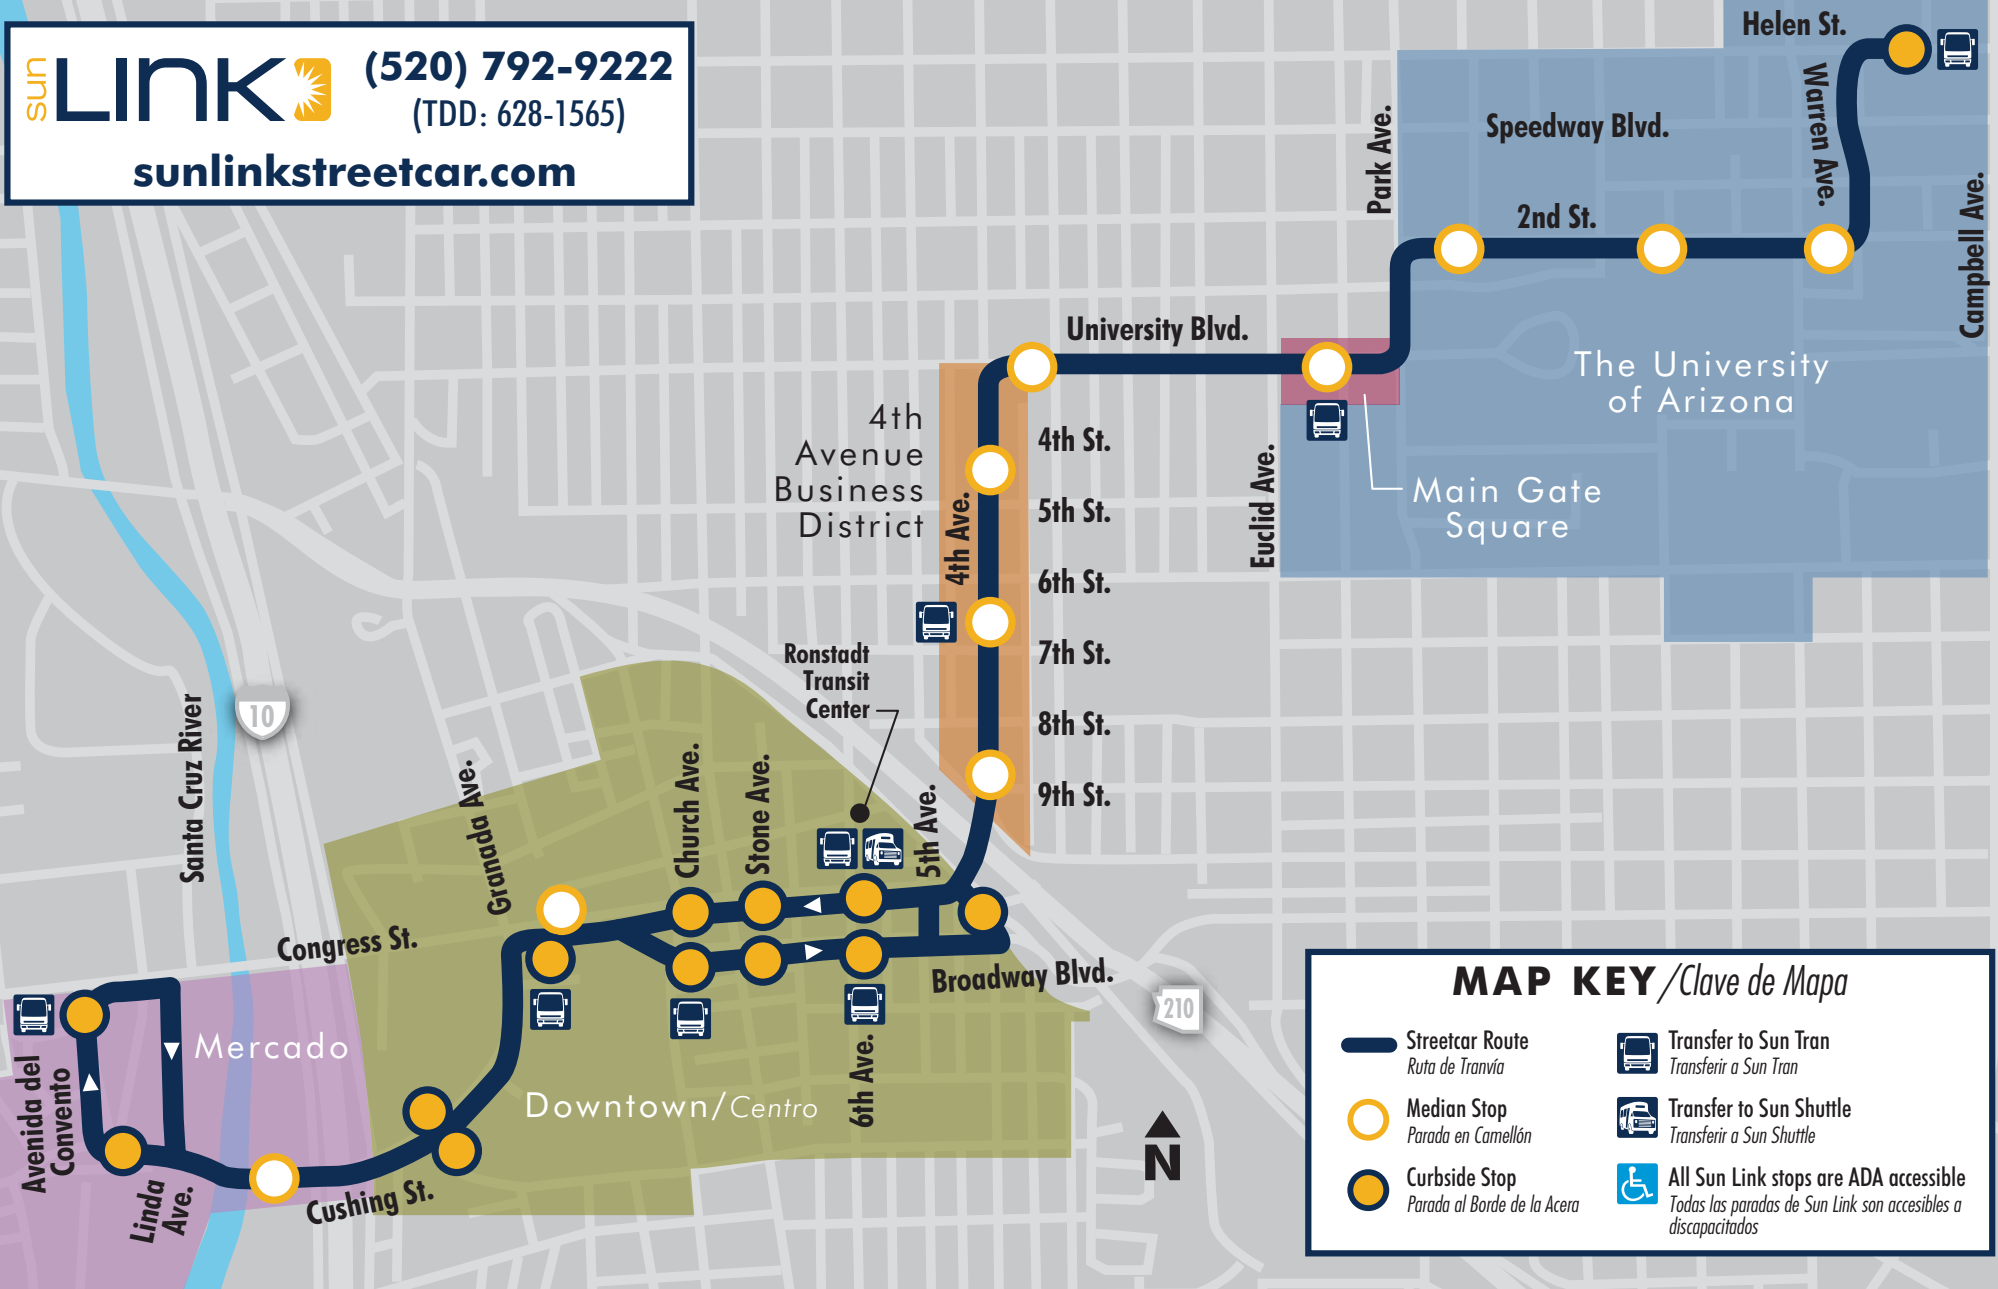 sun LINK
(520) 792-9222
(TDD: 628-1565)
sunlinkstreetcar.com
Helen St.
Warren Ave.
Speedway Blvd.
Park Ave.
2nd St.
Campbell Ave.
University Blvd.
The University
of Arizona
Main Gate
Square
Euclid Ave.
4th
Avenue
Business
District
4th Ave.
4th St.
5th St.
6th St.
7th St.
8th St.
9th St.
Ronstadt
Transit
Center
Santa Cruz River
10
Granada Ave.
Church Ave.
Stone Ave.
5th Ave.
Congress St.
Broadway Blvd.
210
Mercado
Avenida del
Convento
Downtown/Centro
6th Ave.
Linda
Ave.
Cushing St.
N
MAP KEY/Clave de Mapa
Streetcar Route
Ruta de Tranvía
Median Stop
Parada en Camellón
Curbside Stop
Parada al Borde de la Acera
Transfer to Sun Tran
Transferir a Sun Tran
Transfer to Sun Shuttle
Transferir a Sun Shuttle
All Sun Link stops are ADA accessible
Todas las paradas de Sun Link son accesibles a
discapacitados